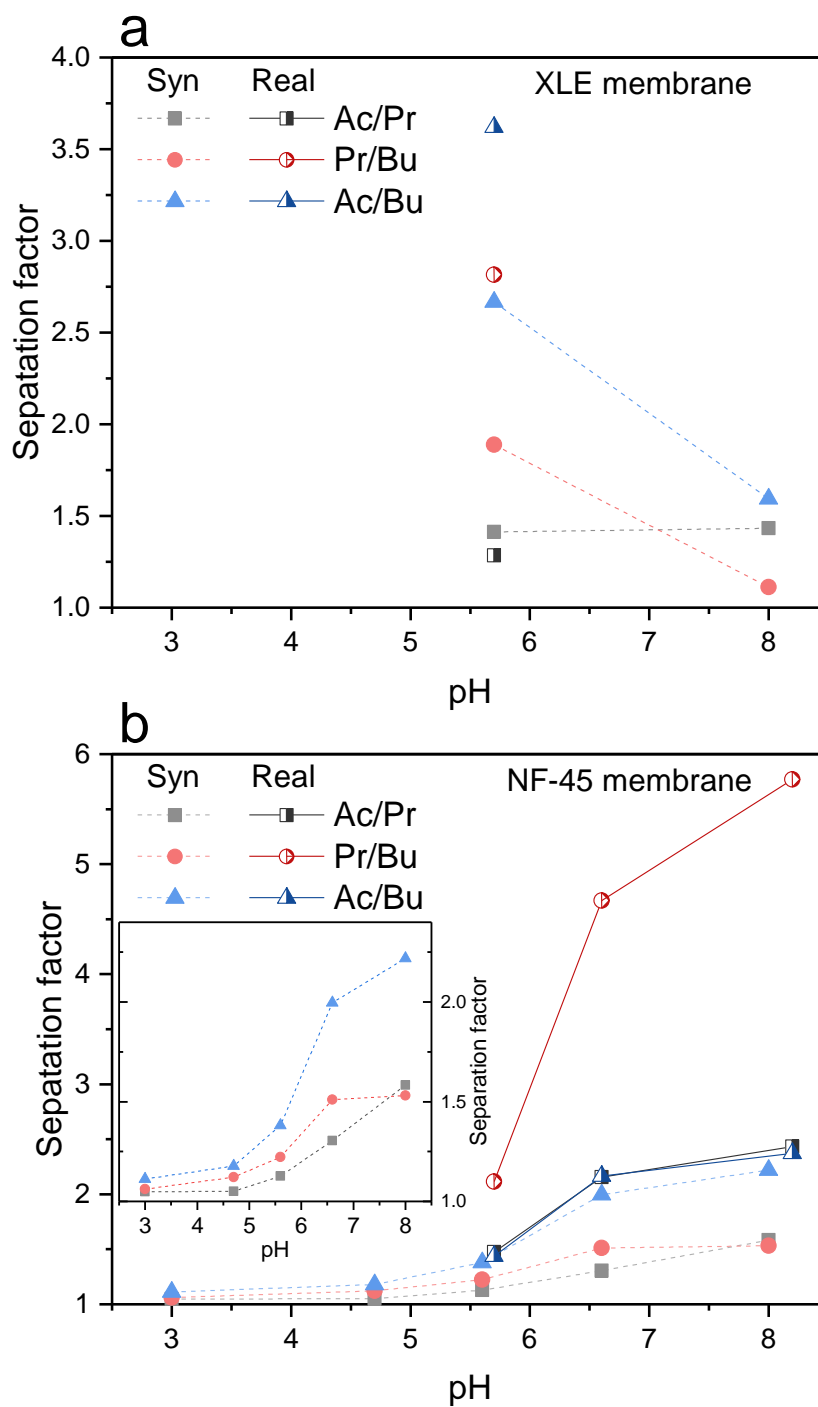 a
Syn Real XLE membrane
Ac/Pr
Pr/Bu
Ac/Bu
4.0
3.5
3.0
2.5
2.0
1.5
1.0
Sepatation factor
3 4 5 6 7 8
pH
b
Syn Real NF-45 membrane
Ac/Pr
Pr/Bu
Ac/Bu
6
5
4
3
2
1
Sepatation factor
2.0
1.5
1.0
Separation factor
3 4 5 6 7 8
pH
3 4 5 6 7 8
pH